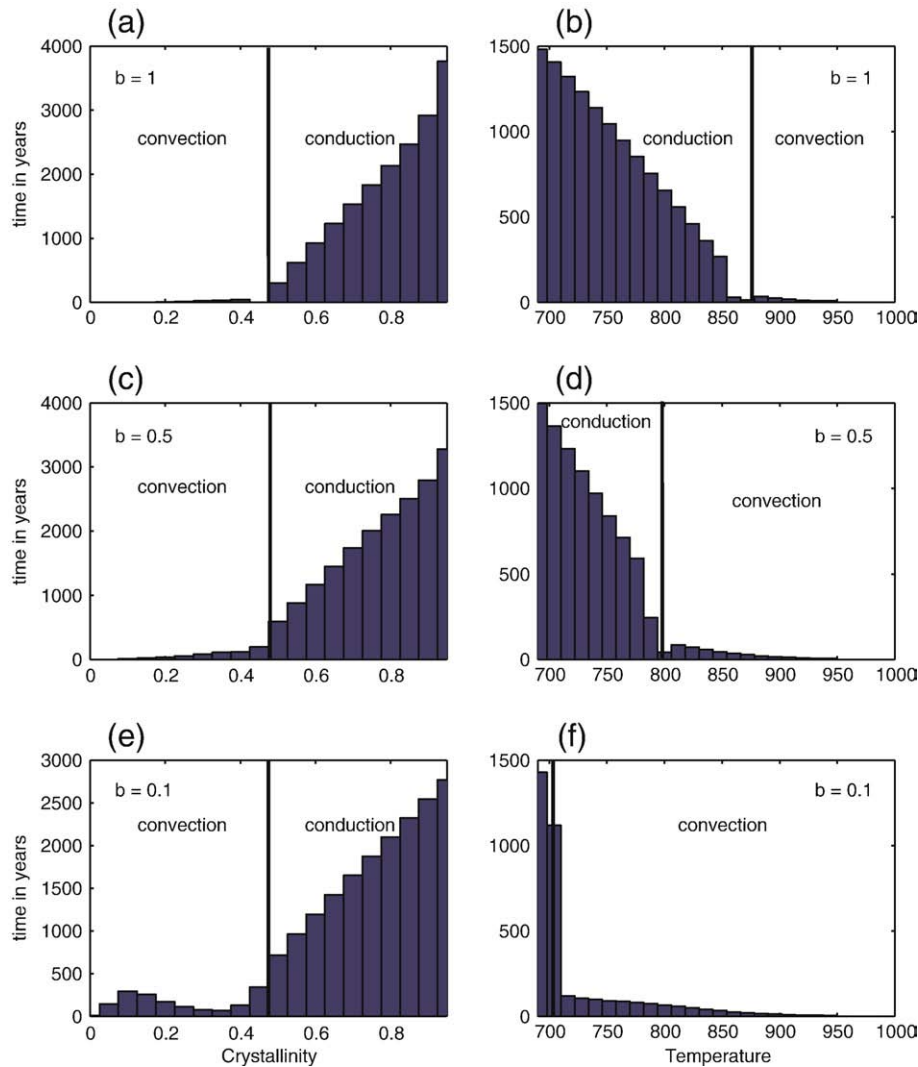 (a)
4000
3000
2000
1000
0
time in years
b = 1
convection
conduction
0 0.2 0.4 0.6 0.8
(b)
1500
1000
500
0
b = 1
conduction
convection
700 750 800 850 900 950 1000
(c)
4000
3000
2000
1000
0
time in years
b = 0.5
convection
conduction
0 0.2 0.4 0.6 0.8
(d)
1500
1000
500
0
conduction
b = 0.5
convection
700 750 800 850 900 950 1000
(e)
3000
2500
2000
1500
1000
500
0
time in years
b = 0.1
convection
conduction
0 0.2 0.4 0.6 0.8
Crystallinity
(f)
1500
1000
500
0
b = 0.1
convection
700 750 800 850 900 950 1000
Temperature